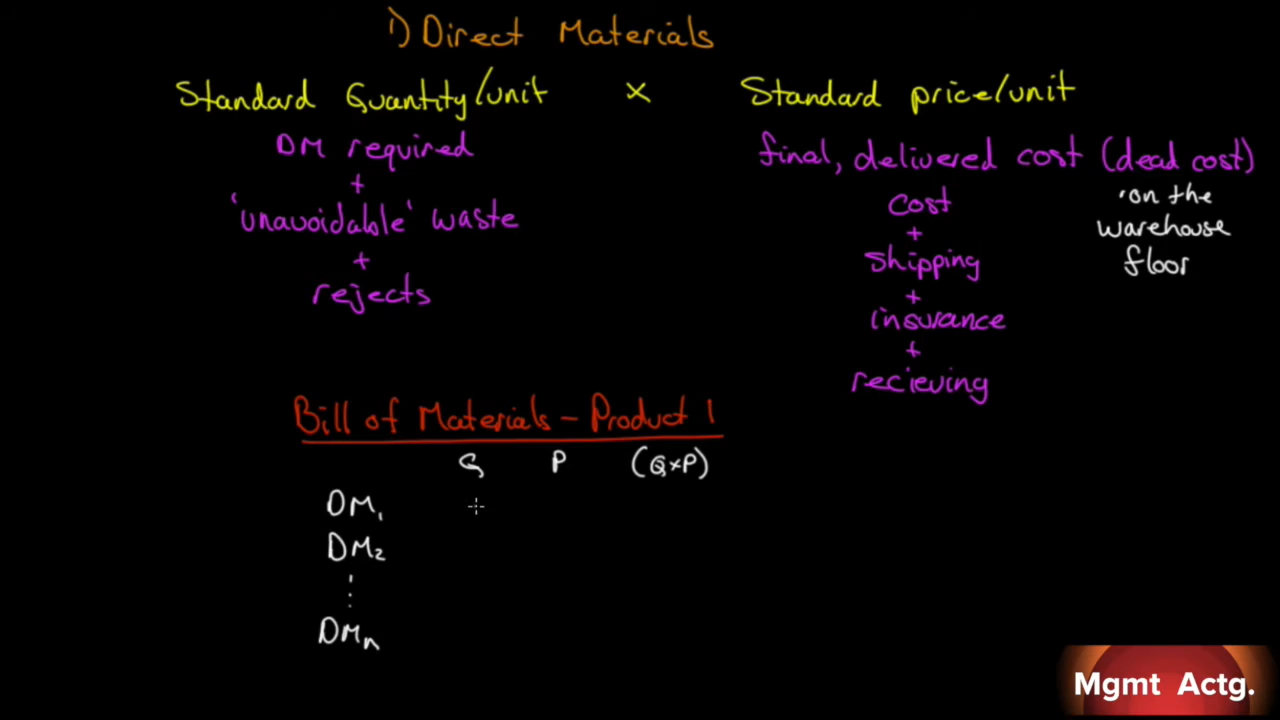 1) Direct Materials
Standard Quantity/unit x Standard price/unit
DM required
+
'unavoidable' waste
+
rejects
final, delivered cost (dead cost)
cost
+
shipping
+
insurance
+
recieving
on the
warehouse
floor
Bill of Materials - Product 1
Q P (Q×P)
DM1
DM2
⋮
DMn
Mgmt Actg.